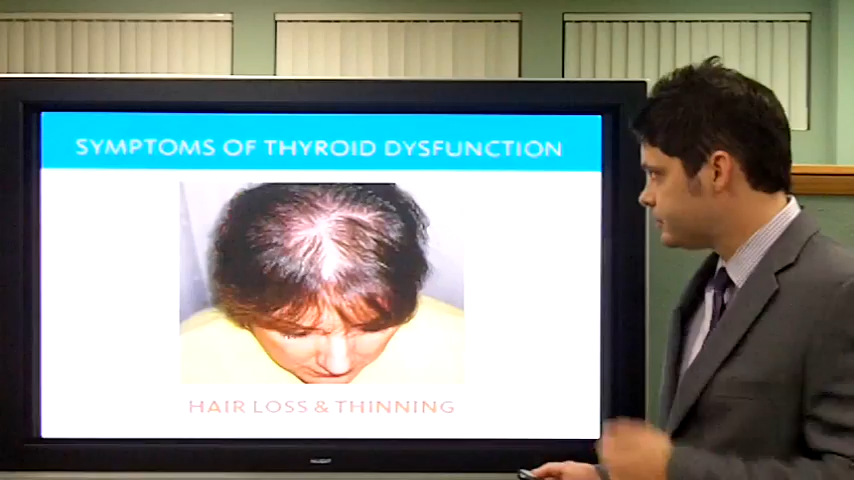 SYMPTOMS OF THYROID DYSFUNCTION
HAIR LOSS & THINNING